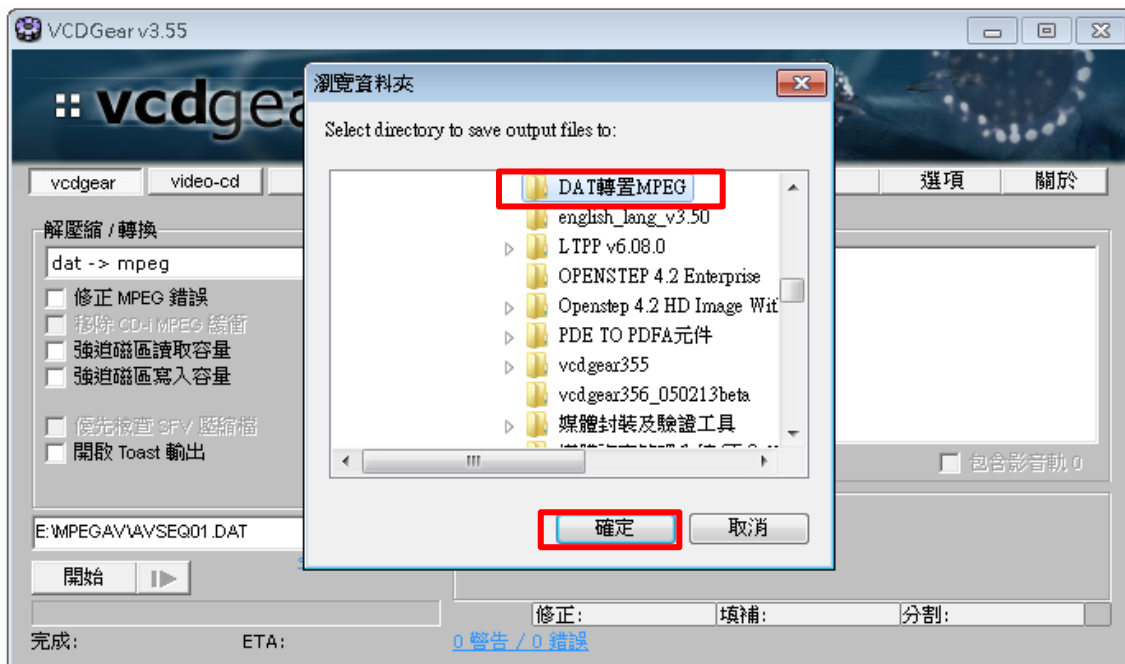 VCDGear v3.55
:: vcdgea
瀏覽資料夾
Select directory to save output files to:
DAT轉置MPEG
english_lang_v3.50
LTPP v6.08.0
OPENSTEP 4.2 Enterprise
Openstep 4.2 HD Image Wit
PDE TO PDFA元件
vcdgear355
vcdgear356_050213beta
媒體封裝及驗證工具
確定
取消
vcdgear
video-cd
選項
關於
解壓縮 / 轉換
dat -> mpeg
修正 MPEG 錯誤
移除 CD-i MPEG 緩衝
強迫磁區讀取容量
強迫磁區寫入容量
優先檢查 SFV 壓縮檔
開啟 Toast 輸出
包含影音軌 0
E:\MPEGAV\AVSEQ01.DAT
開始
修正:
填補:
分割:
完成:
ETA:
0 警告 / 0 錯誤